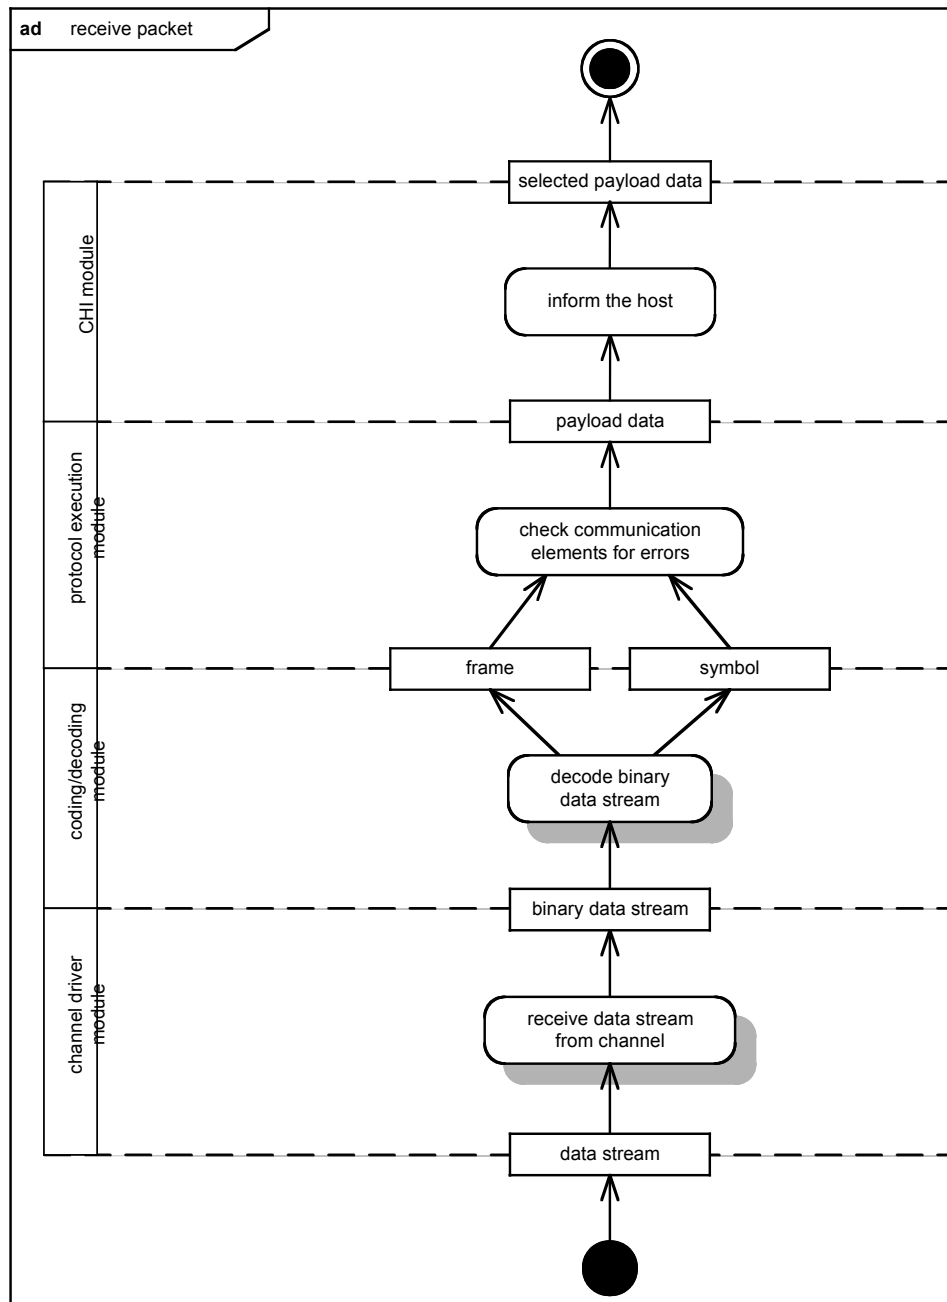 ad receive packet
selected payload data
CHI module
inform the host
payload data
protocol execution
module
check communication
elements for errors
frame
symbol
coding/decoding
module
decode binary
data stream
binary data stream
channel driver
module
receive data stream
from channel
data stream